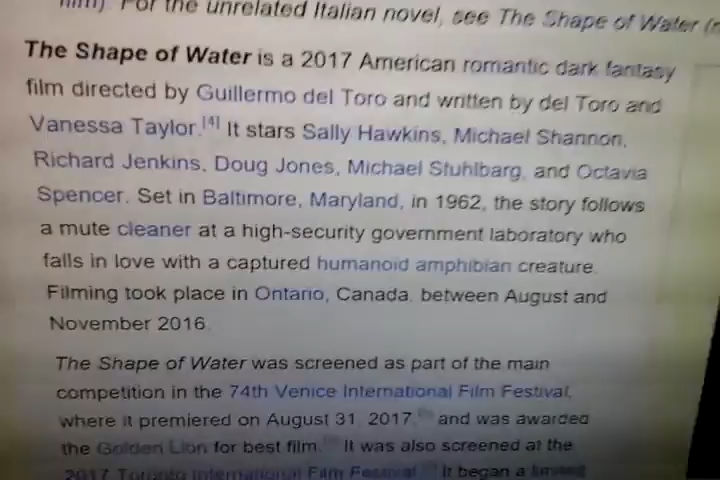 film). For the unrelated Italian novel, see The Shape of Water (n
The Shape of Water is a 2017 American romantic dark fantasy
film directed by Guillermo del Toro and written by del Toro and
Vanessa Taylor.[4] It stars Sally Hawkins, Michael Shannon,
Richard Jenkins, Doug Jones, Michael Stuhlbarg, and Octavia
Spencer. Set in Baltimore, Maryland, in 1962, the story follows
a mute cleaner at a high-security government laboratory who
falls in love with a captured humanoid amphibian creature.
Filming took place in Ontario, Canada, between August and
November 2016.
The Shape of Water was screened as part of the main
competition in the 74th Venice International Film Festival,
where it premiered on August 31, 2017, and was awarded
the Golden Lion for best film. It was also screened at the
2017 Toronto International Film Festival. It began a limited